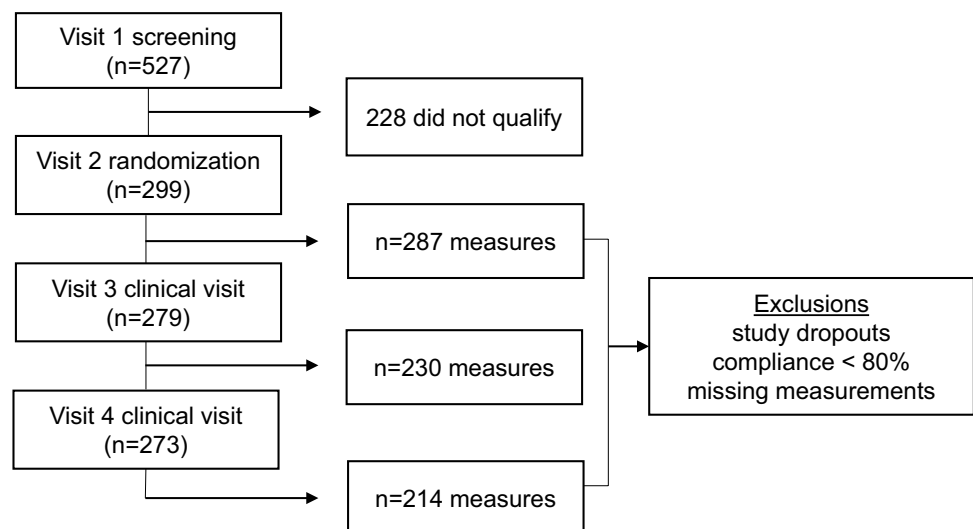 Visit 1 screening
(n=527)
228 did not qualify
Visit 2 randomization
(n=299)
n=287 measures
Visit 3 clinical visit
(n=279)
n=230 measures
Visit 4 clinical visit
(n=273)
n=214 measures
Exclusions
study dropouts
compliance < 80%
missing measurements